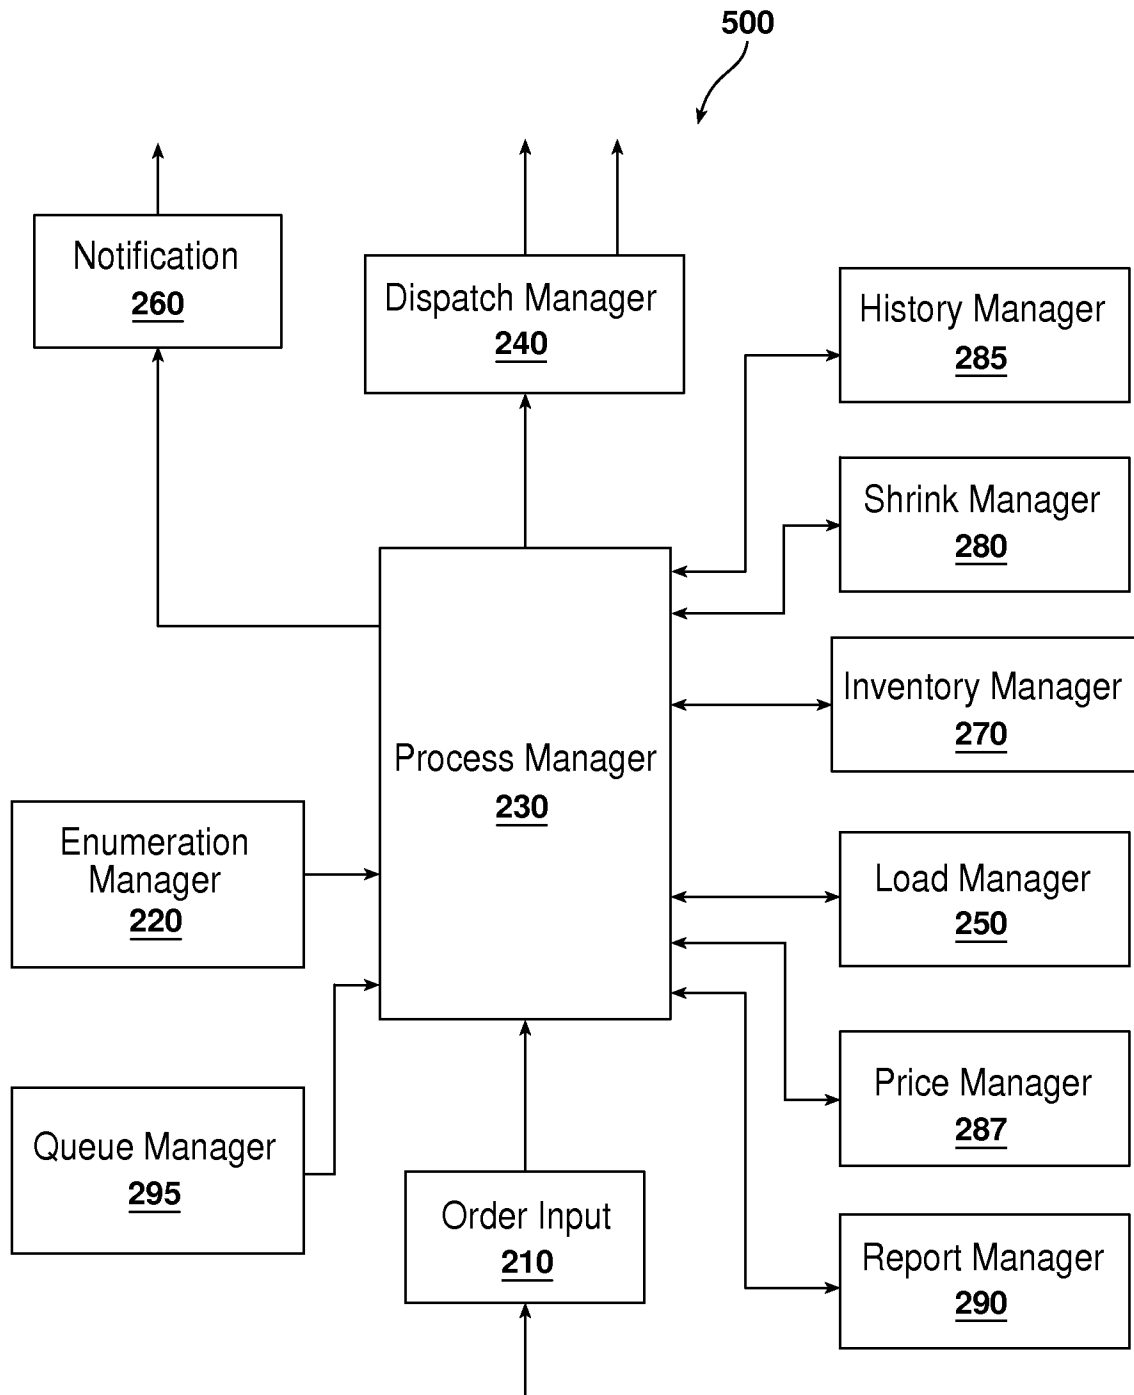 500
Notification
260
Dispatch Manager
240
History Manager
285
Shrink Manager
280
Inventory Manager
270
Process Manager
230
Enumeration
Manager
220
Load Manager
250
Queue Manager
295
Price Manager
287
Order Input
210
Report Manager
290